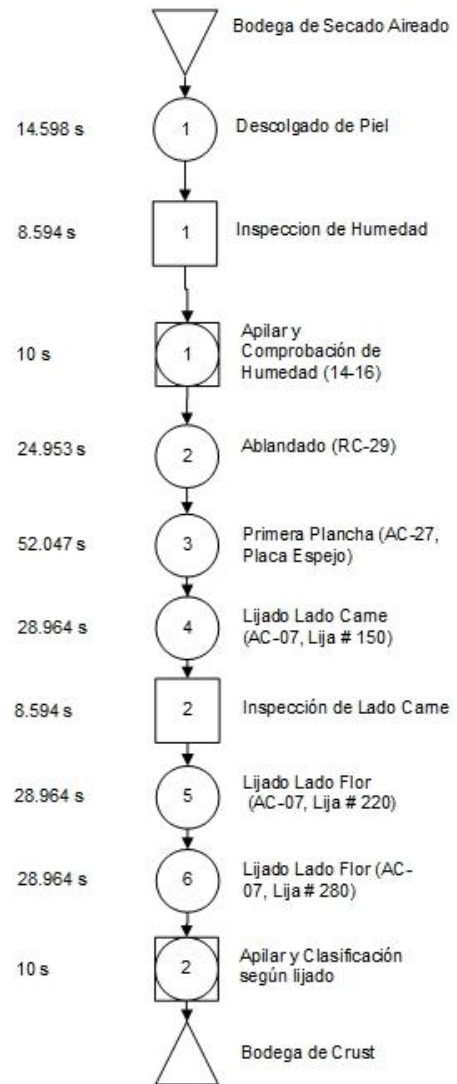 Bodega de Secado Aireado
14.598 s
1
Descolgado de Piel
8.594 s
1
Inspeccion de Humedad
10 s
1
Apilar y
Comprobación de
Humedad (14-16)
24.953 s
2
Ablandado (RC-29)
52.047 s
3
Primera Plancha (AC-27,
Placa Espejo)
28.964 s
4
Lijado Lado Carne
(AC-07, Lija # 150)
8.594 s
2
Inspección de Lado Carne
28.964 s
5
Lijado Lado Flor
(AC-07, Lija # 220)
28.964 s
6
Lijado Lado Flor (AC-
07, Lija # 280)
10 s
2
Apilar y Clasificación
según lijado
Bodega de Crust